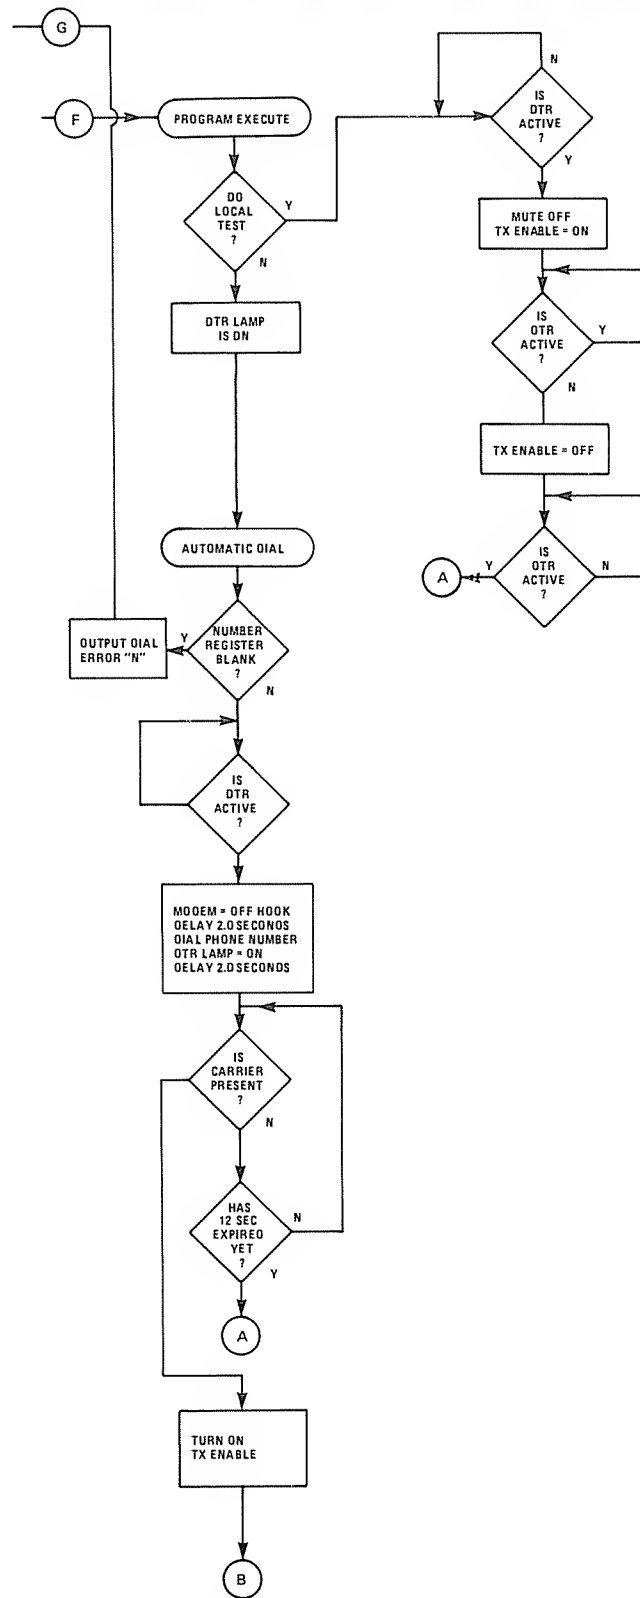 G
F
PROGRAM EXECUTE
DO
LOCAL
TEST
?
Y
N
DTR LAMP
IS ON
AUTOMATIC OIAL
NUMBER
REGISTER
BLANK
?
Y
N
OUTPUT OIAL
ERROR "N"
IS
DTR
ACTIVE
?
MOOEM = OFF HOOK
OELAY 2.0 SECONOS
OIAL PHONE NUMBER
OTR LAMP = ON
OELAY 2.0 SECONDS
IS
CARRIER
PRESENT
?
N
HAS
12 SEC
EXPIRED
YET
?
N
Y
A
TURN ON
TX ENABLE
B
N
IS
DTR
ACTIVE
?
Y
MUTE OFF
TX ENABLE = ON
IS
OTR
ACTIVE
?
Y
N
TX ENABLE = OFF
IS
OTR
ACTIVE
?
Y
N
A